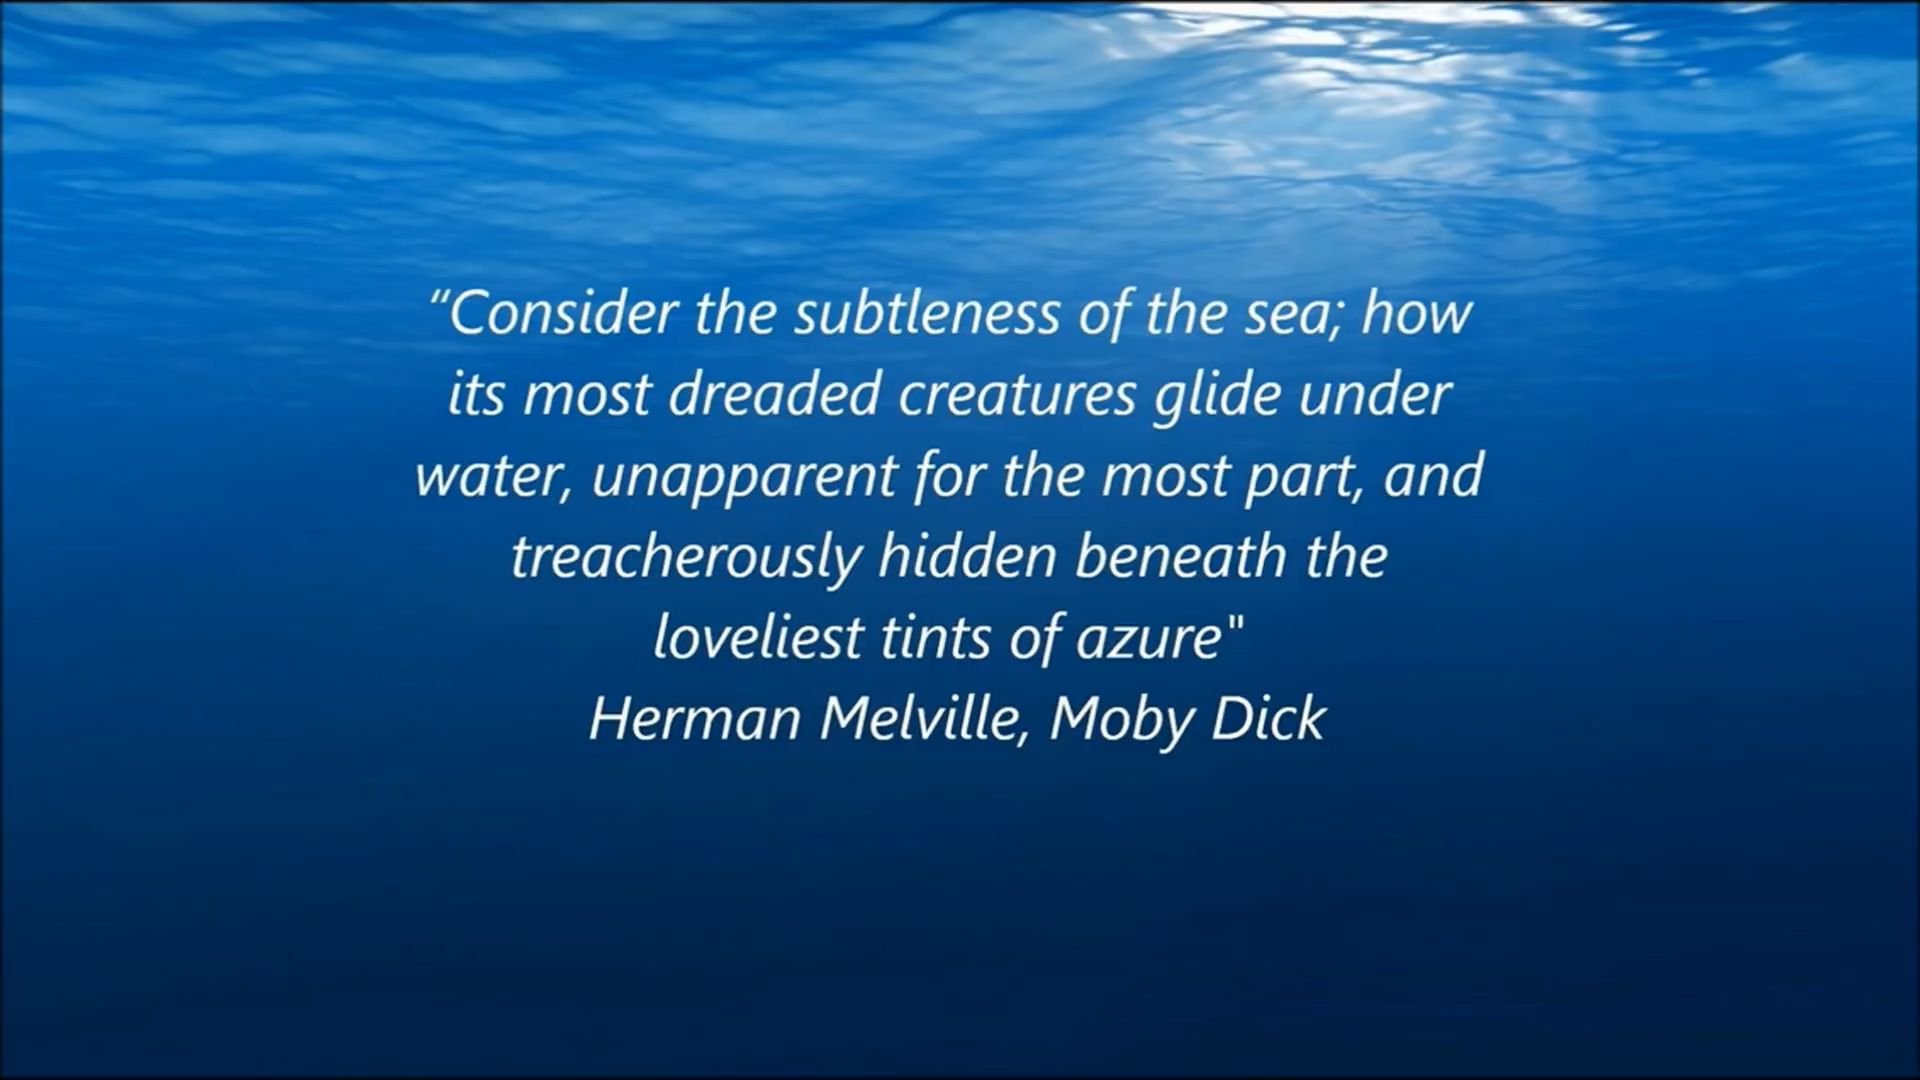 “Consider the subtleness of the sea; how
its most dreaded creatures glide under
water, unapparent for the most part, and
treacherously hidden beneath the
loveliest tints of azure"
Herman Melville, Moby Dick